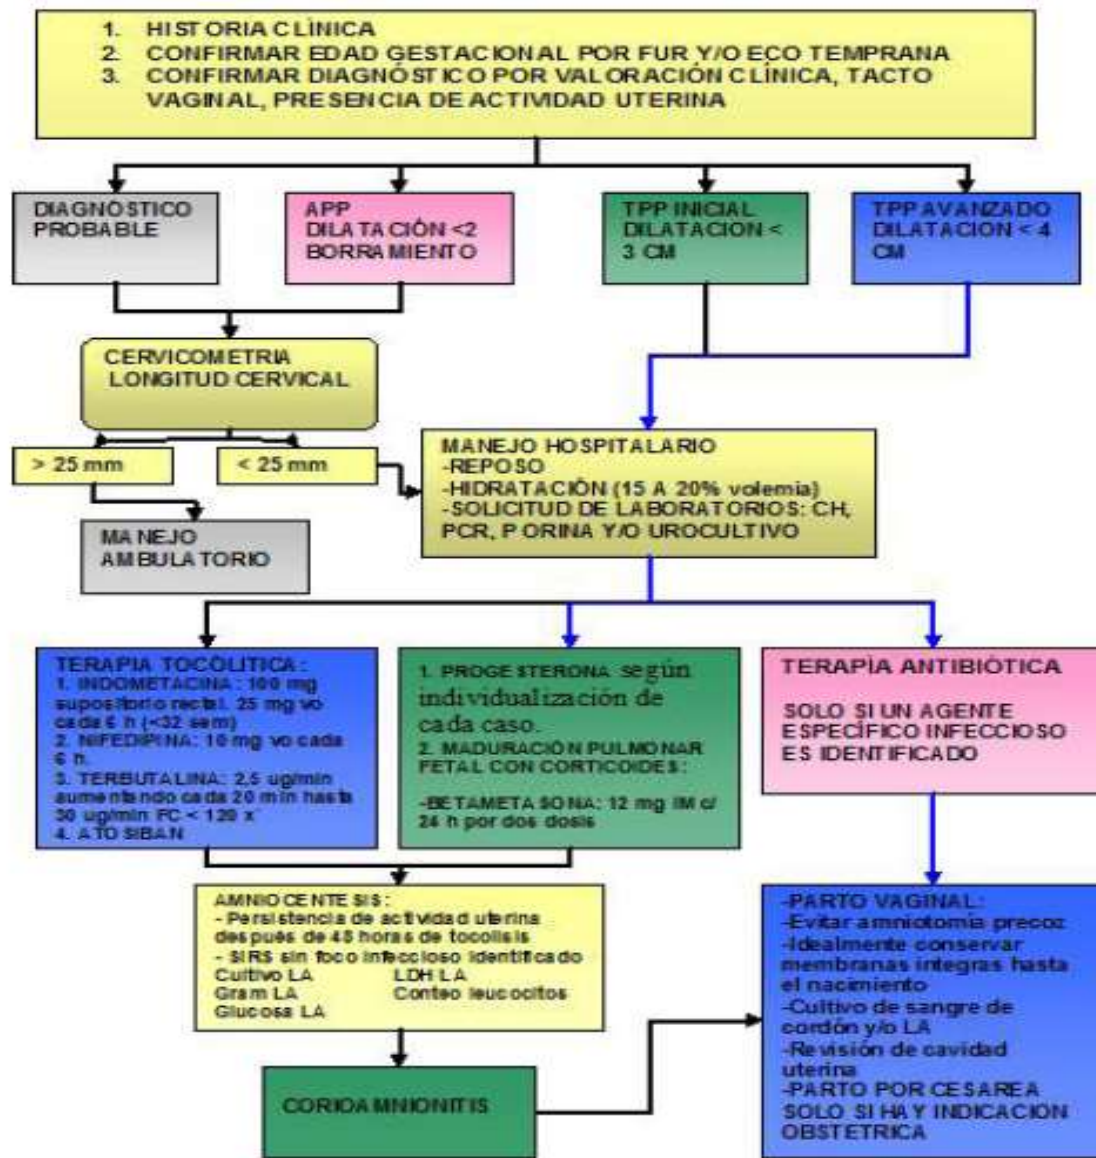 1. HISTORIA CLÍNICA
2. CONFIRMAR EDAD GESTACIONAL POR FUR Y/O ECO TEMPRANA
3. CONFIRMAR DIAGNÓSTICO POR VALORACIÓN CLÍNICA, TACTO
VAGINAL, PRESENCIA DE ACTIVIDAD UTERINA
DIAGNÓSTICO
PROBABLE
APP
DILATACIÓN <2
BORRAMIENTO
TPP INICIAL
DILATACION <
3 CM
TPP AVANZADO
DILATACION < 4
CM
CERVICOMETRIA
LONGITUD CERVICAL
> 25 mm
< 25 mm
MANEJO
AMBULATORIO
MANEJO HOSPITALARIO
-REPOSO
-HIDRATACIÓN (15 A 20% volemia)
-SOLICITUD DE LABORATORIOS: CH,
PCR, P ORINA Y/O UROCULTIVO
TERAPIA TOCOLITICA:
1. INDOMETACINA: 100 mg
supositorio rectal. 25 mg vo
cada 6 h (<32 sem)
2. NIFEDIPINA: 10 mg vo cada
6 h.
3. TERBUTALINA: 2,5 ug/min
aumentando cada 20 min hasta
30 ug/min FC < 120 x'
4. ATOSIBAN
1. PROGESTERONA según
individualización de
cada caso.
2. MADURACIÓN PULMONAR
FETAL CON CORTICOIDES:
-BETAMETASONA: 12 mg IM c/
24 h por dos dosis
TERAPÌA ANTIBIÓTICA
SOLO SI UN AGENTE
ESPECÍFICO INFECCIOSO
ES IDENTIFICADO
AMNIOCENTESIS:
- Persistencia de actividad uterina
después de 48 horas de tocolisis
- SIRS sin foco infeccioso identificado
Cultivo LA LDH LA
Gram LA Conteo leucocitos
Glucosa LA
CORIOAMNIONITIS
-PARTO VAGINAL:
-Evitar amniotomía precoz
-Idealmente conservar
membranas integras hasta
el nacimiento
-Cultivo de sangre de
cordón y/o LA
-Revisión de cavidad
uterina
-PARTO POR CESAREA
SOLO SI HAY INDICACION
OBSTETRICA